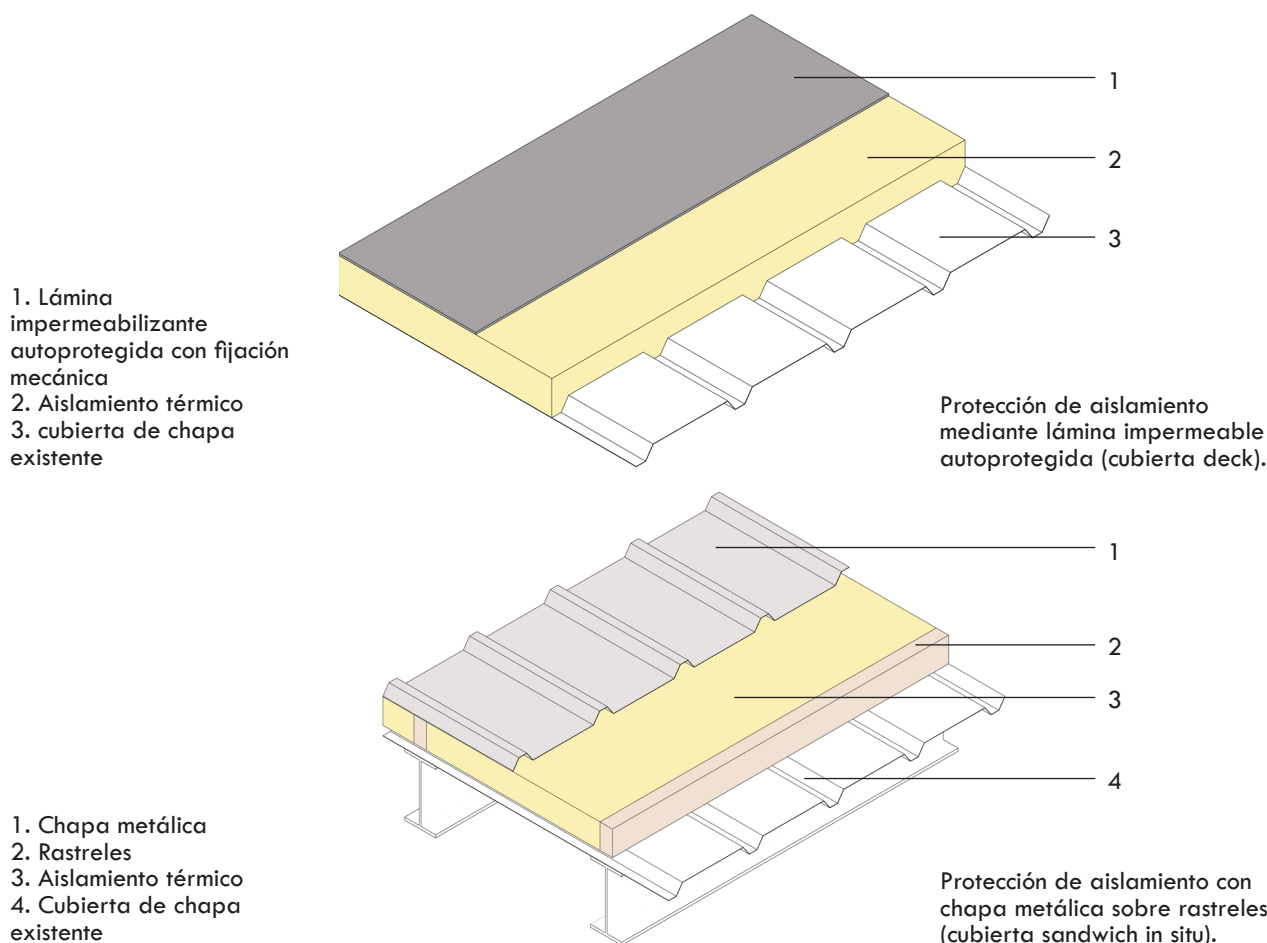 1
2
3
1. Lámina
impermeabilizante
autoprotegida con fijación
mecánica
2. Aislamiento térmico
3. cubierta de chapa
existente
Protección de aislamiento
mediante lámina impermeable
autoprotegida (cubierta deck).
1
2
3
4
1. Chapa metálica
2. Rastreles
3. Aislamiento térmico
4. Cubierta de chapa
existente
Protección de aislamiento con
chapa metálica sobre rastreles
(cubierta sandwich in situ).